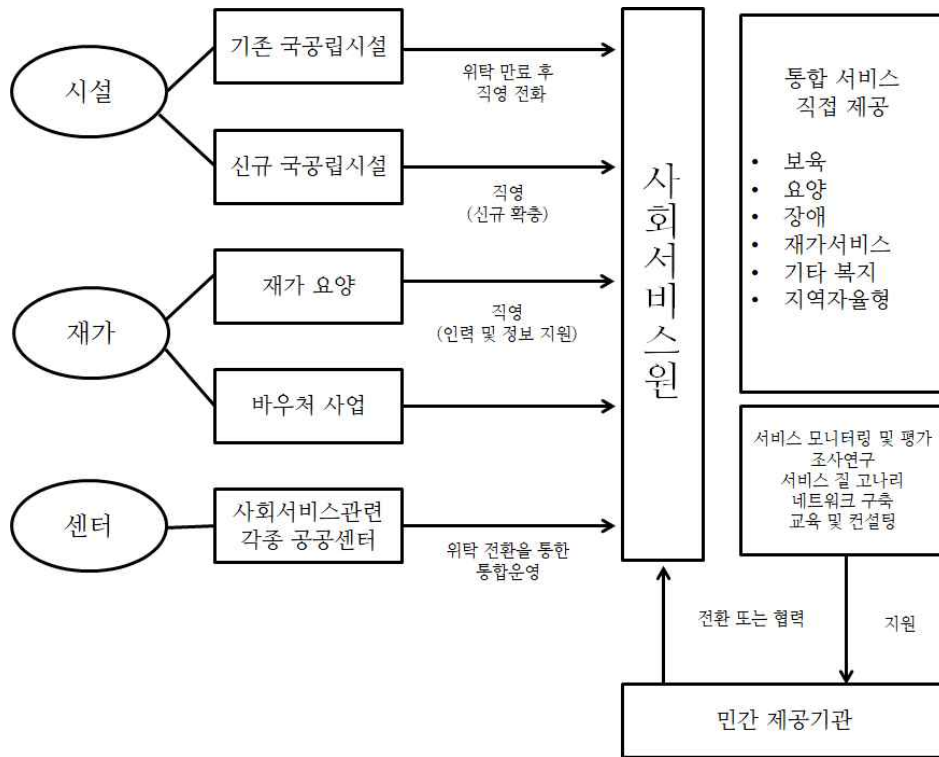 시설
기존 국공립시설
위탁 만료 후
직영 전화
신규 국공립시설
직영
(신규 확충)
재가
재가 요양
직영
(인력 및 정보 지원)
바우처 사업
센터
사회서비스관련
각종 공공센터
위탁 전환을 통한
통합운영
사회서비스원
통합 서비스
직접 제공
• 보육
• 요양
• 장애
• 재가서비스
• 기타 복지
• 지역자율형
서비스 모니터링 및 평가
조사연구
서비스 질 고나리
네트워크 구축
교육 및 컨설팅
전환 또는 협력
지원
민간 제공기관